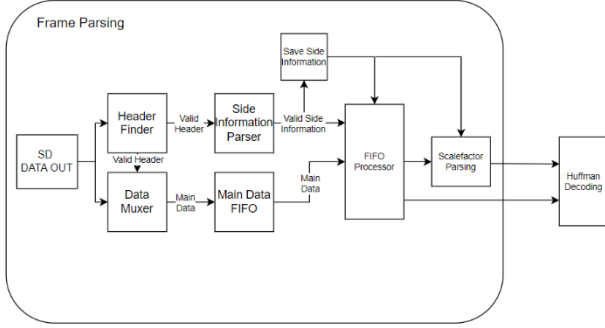 Frame Parsing
Save Side
Information
Header
Finder
Valid
Header
Side
Information
Parser
Valid Side
Information
SD
DATA OUT
Valid Header
Data
Muxer
Main
Data
Main Data
FIFO
Main
Data
FIFO
Processor
Scalefactor
Parsing
Huffman
Decoding